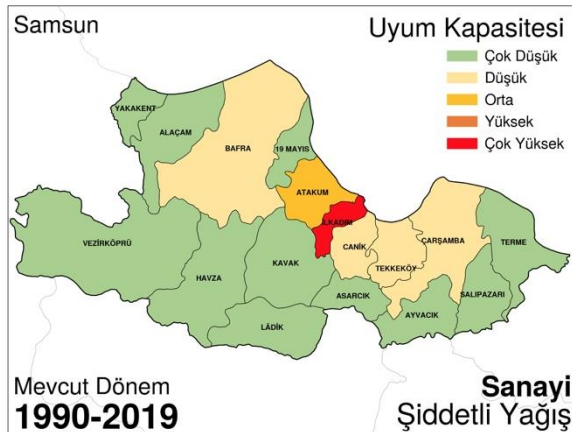 Samsun
Uyum Kapasitesi
Çok Düşük
Düşük
Orta
Yüksek
Çok Yüksek
YAKAKENT
ALAÇAM
BAFRA
19 MAYIS
ATAKUM
İLKADIM
VEZİRKÖPRÜ
HAVZA
KAVAK
CANİK
TEKKEKÖY
ÇARŞAMBA
TERME
ASARCIK
SALIPAZARI
AYVACIK
LÂDİK
Mevcut Dönem
1990-2019
Sanayi
Şiddetli Yağış